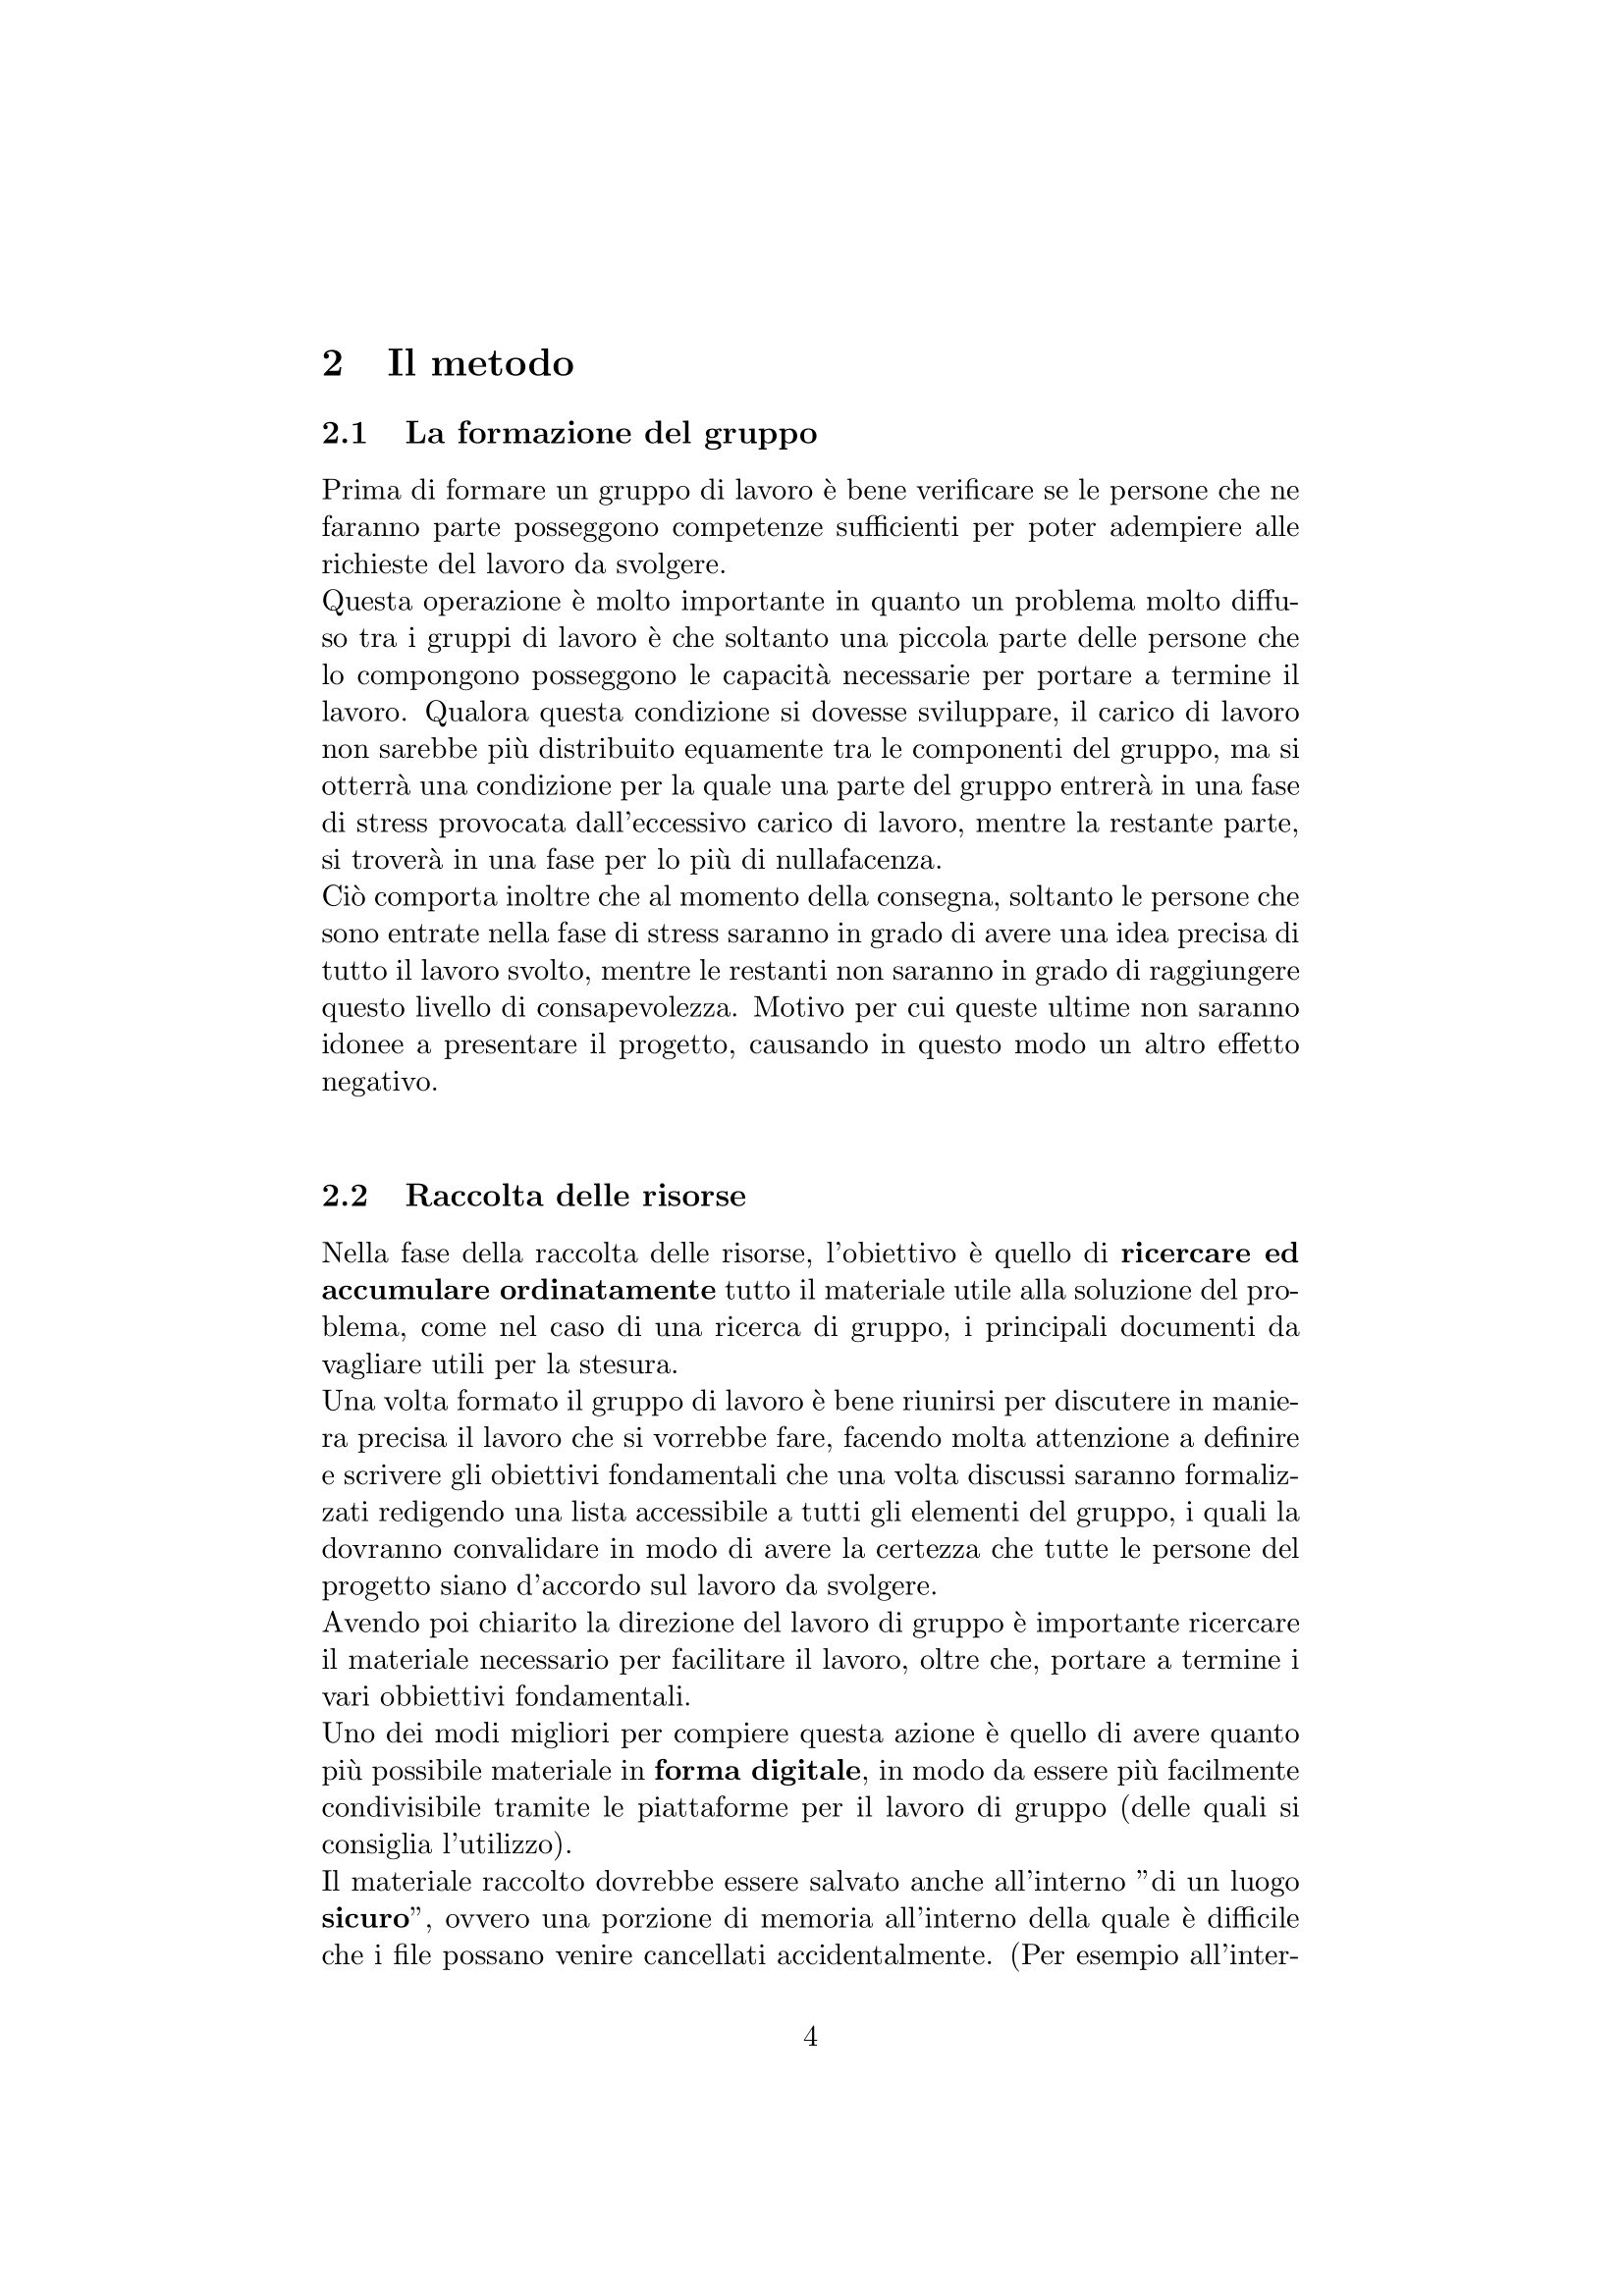 2 Il metodo
2.1 La formazione del gruppo
Prima di formare un gruppo di lavoro è bene verificare se le persone che ne
faranno parte posseggono competenze sufficienti per poter adempiere alle
richieste del lavoro da svolgere.
Questa operazione è molto importante in quanto un problema molto diffu-
so tra i gruppi di lavoro è che soltanto una piccola parte delle persone che
lo compongono posseggono le capacità necessarie per portare a termine il
lavoro. Qualora questa condizione si dovesse sviluppare, il carico di lavoro
non sarebbe più distribuito equamente tra le componenti del gruppo, ma si
otterrà una condizione per la quale una parte del gruppo entrerà in una fase
di stress provocata dall'eccessivo carico di lavoro, mentre la restante parte,
si troverà in una fase per lo più di nullafacenza.
Ciò comporta inoltre che al momento della consegna, soltanto le persone che
sono entrate nella fase di stress saranno in grado di avere una idea precisa di
tutto il lavoro svolto, mentre le restanti non saranno in grado di raggiungere
questo livello di consapevolezza. Motivo per cui queste ultime non saranno
idonee a presentare il progetto, causando in questo modo un altro effetto
negativo.
2.2 Raccolta delle risorse
Nella fase della raccolta delle risorse, l'obiettivo è quello di ricercare ed
accumulare ordinatamente tutto il materiale utile alla soluzione del pro-
blema, come nel caso di una ricerca di gruppo, i principali documenti da
vagliare utili per la stesura.
Una volta formato il gruppo di lavoro è bene riunirsi per discutere in manie-
ra precisa il lavoro che si vorrebbe fare, facendo molta attenzione a definire
e scrivere gli obiettivi fondamentali che una volta discussi saranno formaliz-
zati redigendo una lista accessibile a tutti gli elementi del gruppo, i quali la
dovranno convalidare in modo di avere la certezza che tutte le persone del
progetto siano d'accordo sul lavoro da svolgere.
Avendo poi chiarito la direzione del lavoro di gruppo è importante ricercare
il materiale necessario per facilitare il lavoro, oltre che, portare a termine i
vari obbiettivi fondamentali.
Uno dei modi migliori per compiere questa azione è quello di avere quanto
più possibile materiale in forma digitale, in modo da essere più facilmente
condivisibile tramite le piattaforme per il lavoro di gruppo (delle quali si
consiglia l'utilizzo).
Il materiale raccolto dovrebbe essere salvato anche all'interno ”di un luogo
sicuro”, ovvero una porzione di memoria all'interno della quale è difficile
che i file possano venire cancellati accidentalmente. (Per esempio all'inter-
4